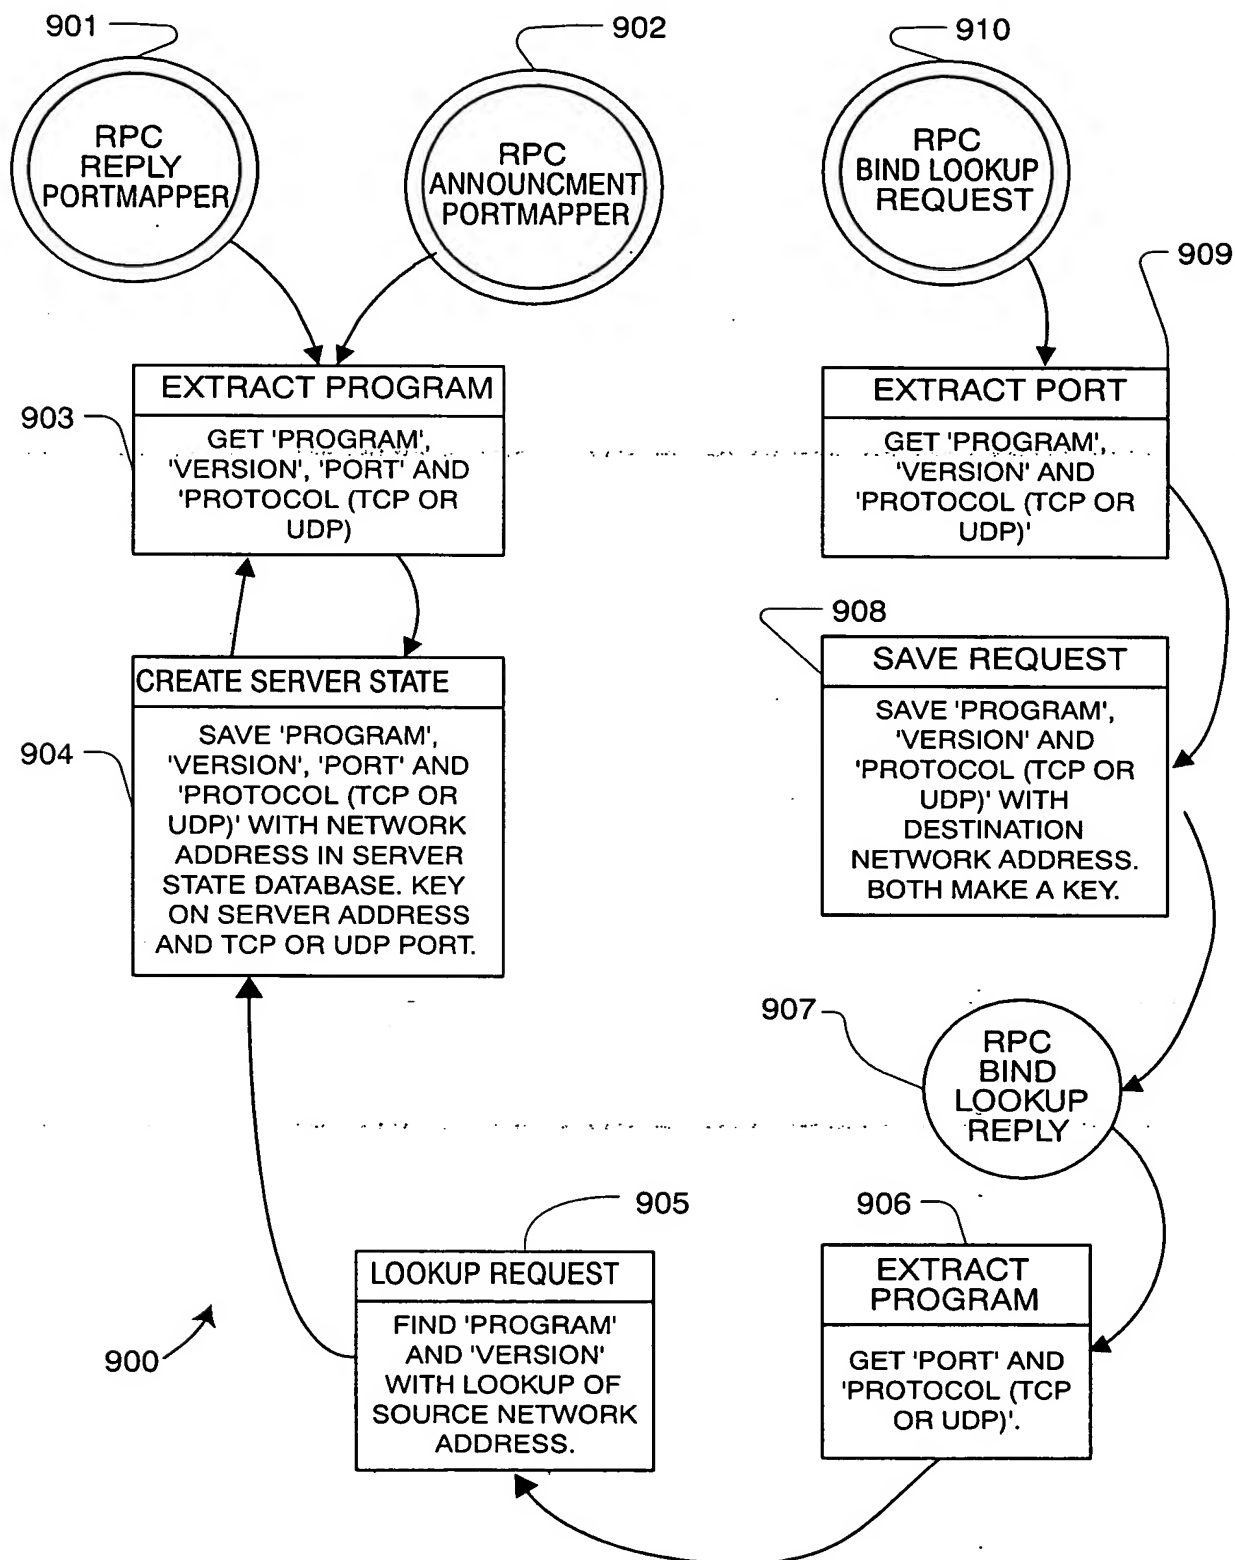 901
902
910
RPC
REPLY
PORTMAPPER
RPC
ANNOUNCMENT
PORTMAPPER
RPC
BIND LOOKUP
REQUEST
909
EXTRACT PROGRAM
903
GET 'PROGRAM',
'VERSION', 'PORT' AND
'PROTOCOL (TCP OR
UDP)
EXTRACT PORT
GET 'PROGRAM',
'VERSION' AND
'PROTOCOL (TCP OR
UDP)'
908
CREATE SERVER STATE
904
SAVE 'PROGRAM',
'VERSION', 'PORT' AND
'PROTOCOL (TCP OR
UDP)' WITH NETWORK
ADDRESS IN SERVER
STATE DATABASE. KEY
ON SERVER ADDRESS
AND TCP OR UDP PORT.
SAVE REQUEST
SAVE 'PROGRAM',
'VERSION' AND
'PROTOCOL (TCP OR
UDP)' WITH
DESTINATION
NETWORK ADDRESS.
BOTH MAKE A KEY.
907
RPC
BIND
LOOKUP
REPLY
905
906
LOOKUP REQUEST
FIND 'PROGRAM'
AND 'VERSION'
WITH LOOKUP OF
SOURCE NETWORK
ADDRESS.
EXTRACT
PROGRAM
GET 'PORT' AND
'PROTOCOL (TCP
OR UDP)'.
900